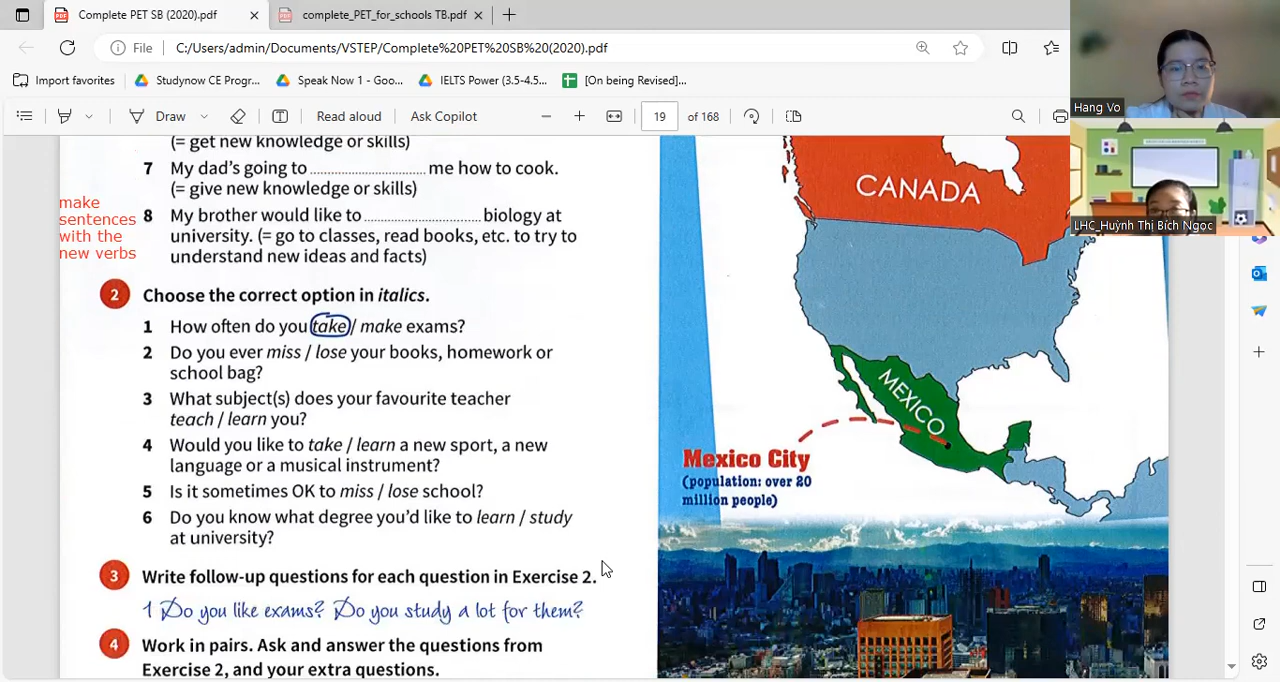 Complete PET SB (2020).pdf
complete_PET_for_schools TB.pdf
File
C:/Users/admin/Documents/VSTEP/Complete%20PET%20SB%20(2020).pdf
Import favorites
Studynow CE Progr...
Speak Now 1 - Goo...
IELTS Power (3.5-4.5...
[On being Revised]...
Draw
Read aloud
Ask Copilot
19
of 168
Hang Vo
LHC_Huỳnh Thị Bích Ngọc
(= get new knowledge or skills)
7 My dad's going to .............................. me how to cook.
(= give new knowledge or skills)
make
sentences
with the
new verbs
8 My brother would like to .............................. biology at
university. (= go to classes, read books, etc. to try to
understand new ideas and facts)
2 Choose the correct option in italics.
1 How often do you take / make exams?
2 Do you ever miss / lose your books, homework or
school bag?
3 What subject(s) does your favourite teacher
teach / learn you?
4 Would you like to take / learn a new sport, a new
language or a musical instrument?
5 Is it sometimes OK to miss / lose school?
6 Do you know what degree you'd like to learn / study
at university?
3 Write follow-up questions for each question in Exercise 2.
1 Do you like exams? Do you study a lot for them?
4 Work in pairs. Ask and answer the questions from
Exercise 2, and your extra questions.
CANADA
MEXICO
Mexico City
(population: over 20
million people)